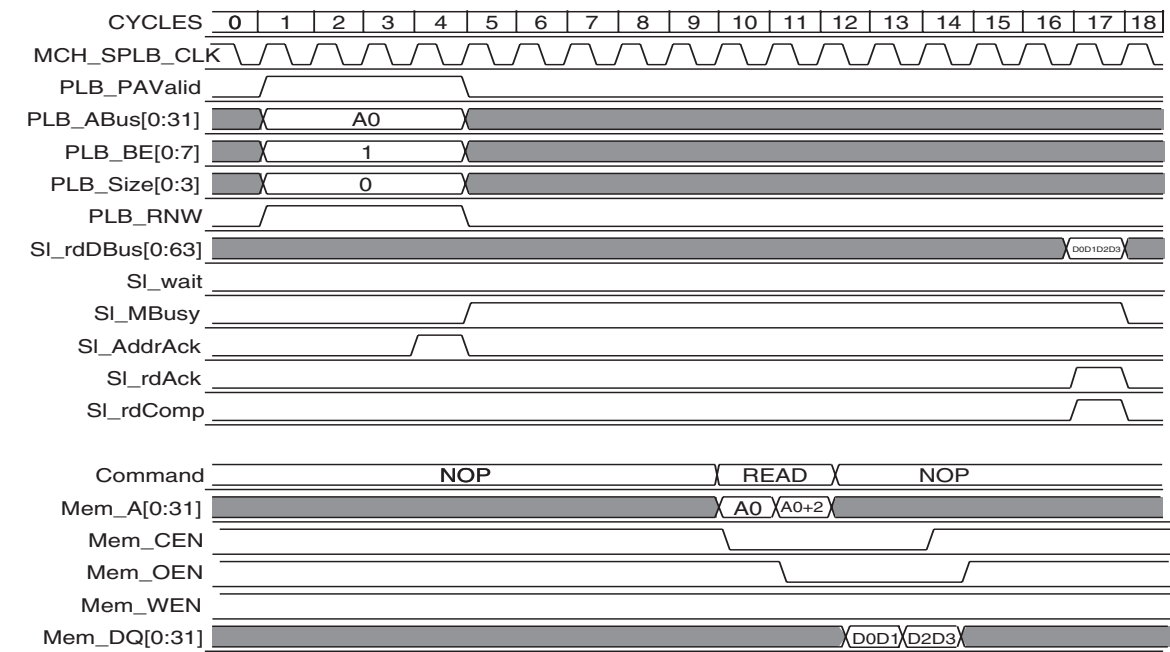 CYCLES 0 1 2 3 4 5 6 7 8 9 10 11 12 13 14 15 16 17 18
MCH_SPLB_CLK
PLB_PAValid
PLB_ABus[0:31] A0
PLB_BE[0:7] 1
PLB_Size[0:3] 0
PLB_RNW
Sl_rdDBus[0:63] D0D1D2D3
Sl_wait
Sl_MBusy
Sl_AddrAck
Sl_rdAck
Sl_rdComp
Command NOP READ NOP
Mem_A[0:31] A0 A0+2
Mem_CEN
Mem_OEN
Mem_WEN
Mem_DQ[0:31] D0D1 D2D3